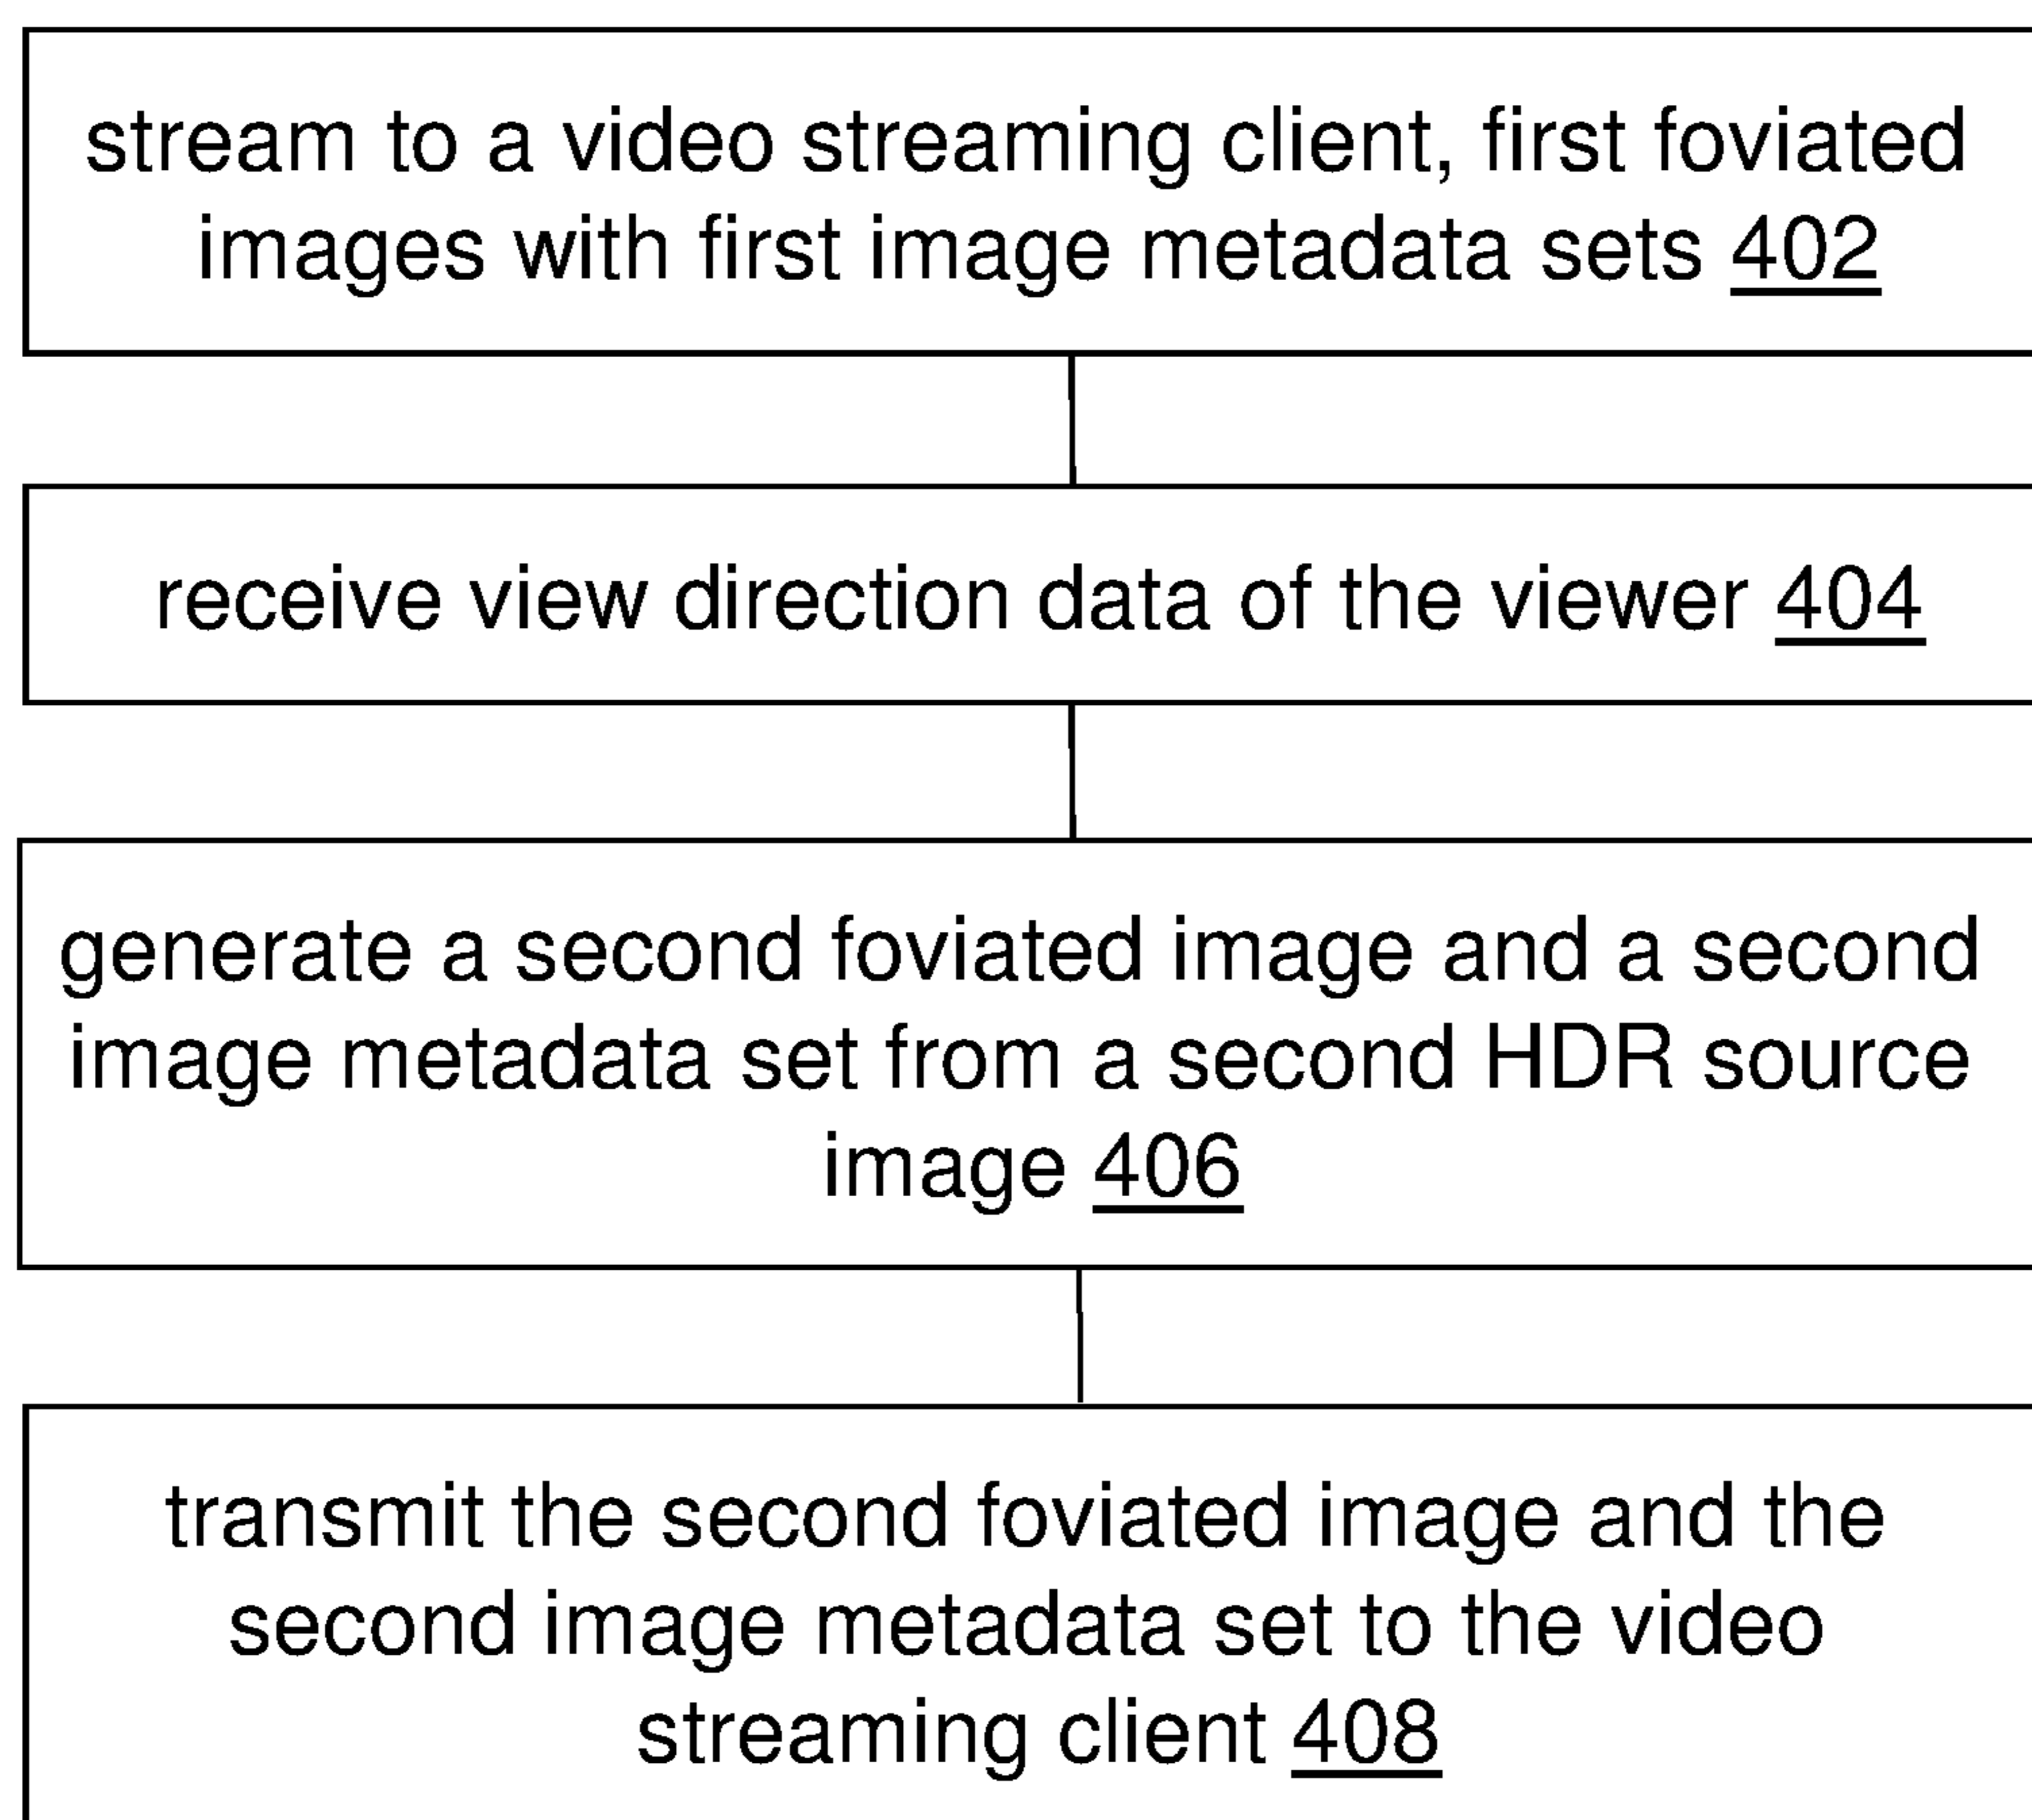 stream to a video streaming client, first foviated
images with first image metadata sets 402
receive view direction data of the viewer 404
generate a second foviated image and a second
image metadata set from a second HDR source
image 406
transmit the second foviated image and the
second image metadata set to the video
streaming client 408